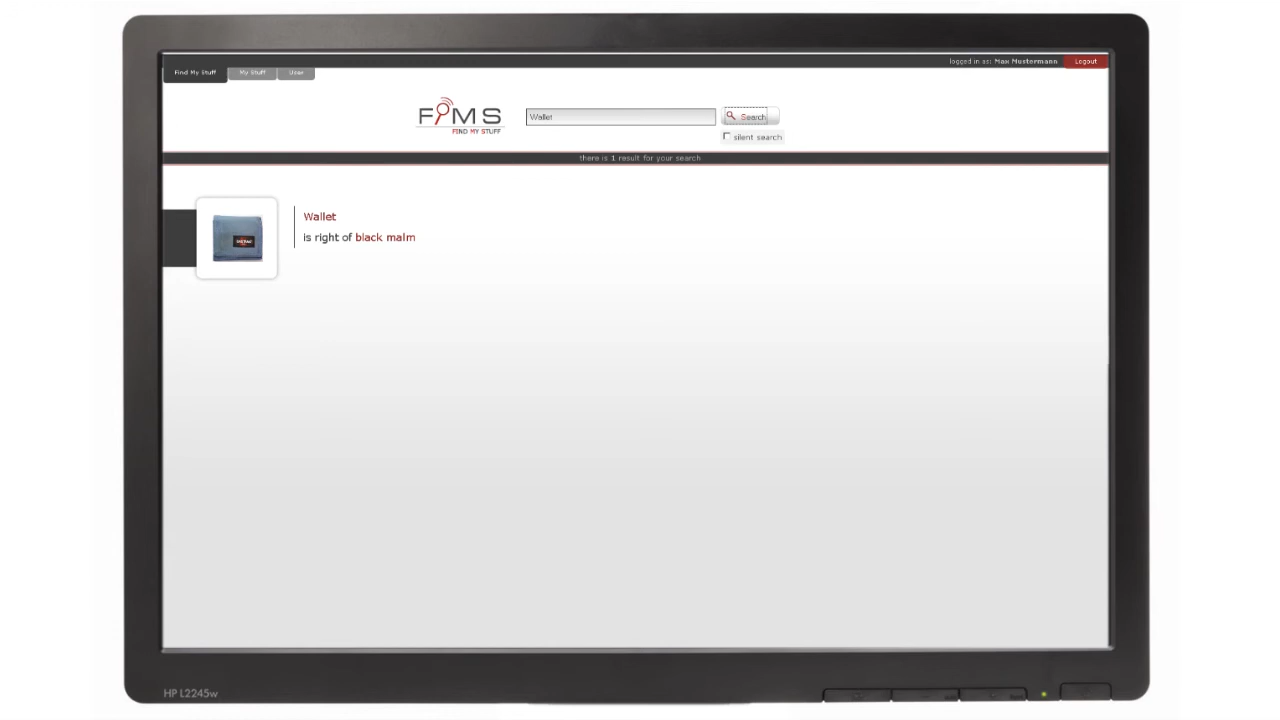 Find My Stuff
My Stuff
User
logged in as: Max Mustermann
Logout
F MS
FIND MY STUFF
Wallet
Search
silent search
there is 1 result for your search
Wallet
is right of black malm
HP L2245w